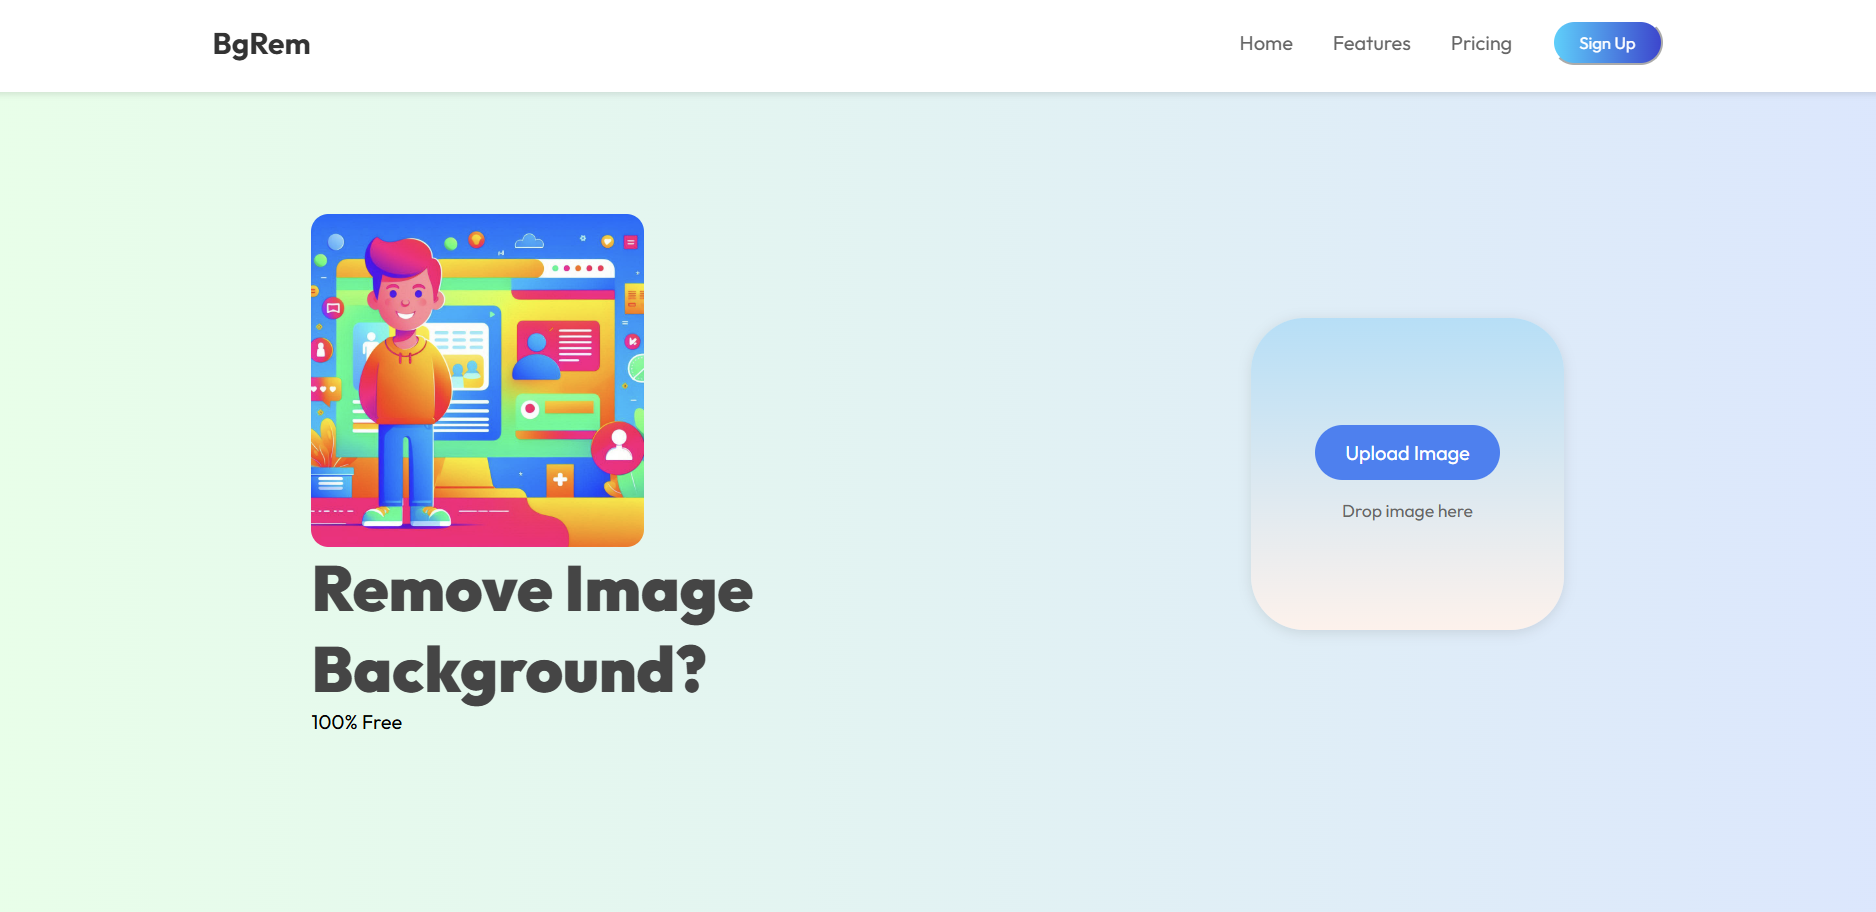 BgRem
Home
Features
Pricing
Sign Up
Remove Image
Background?
100% Free
Upload Image
Drop image here